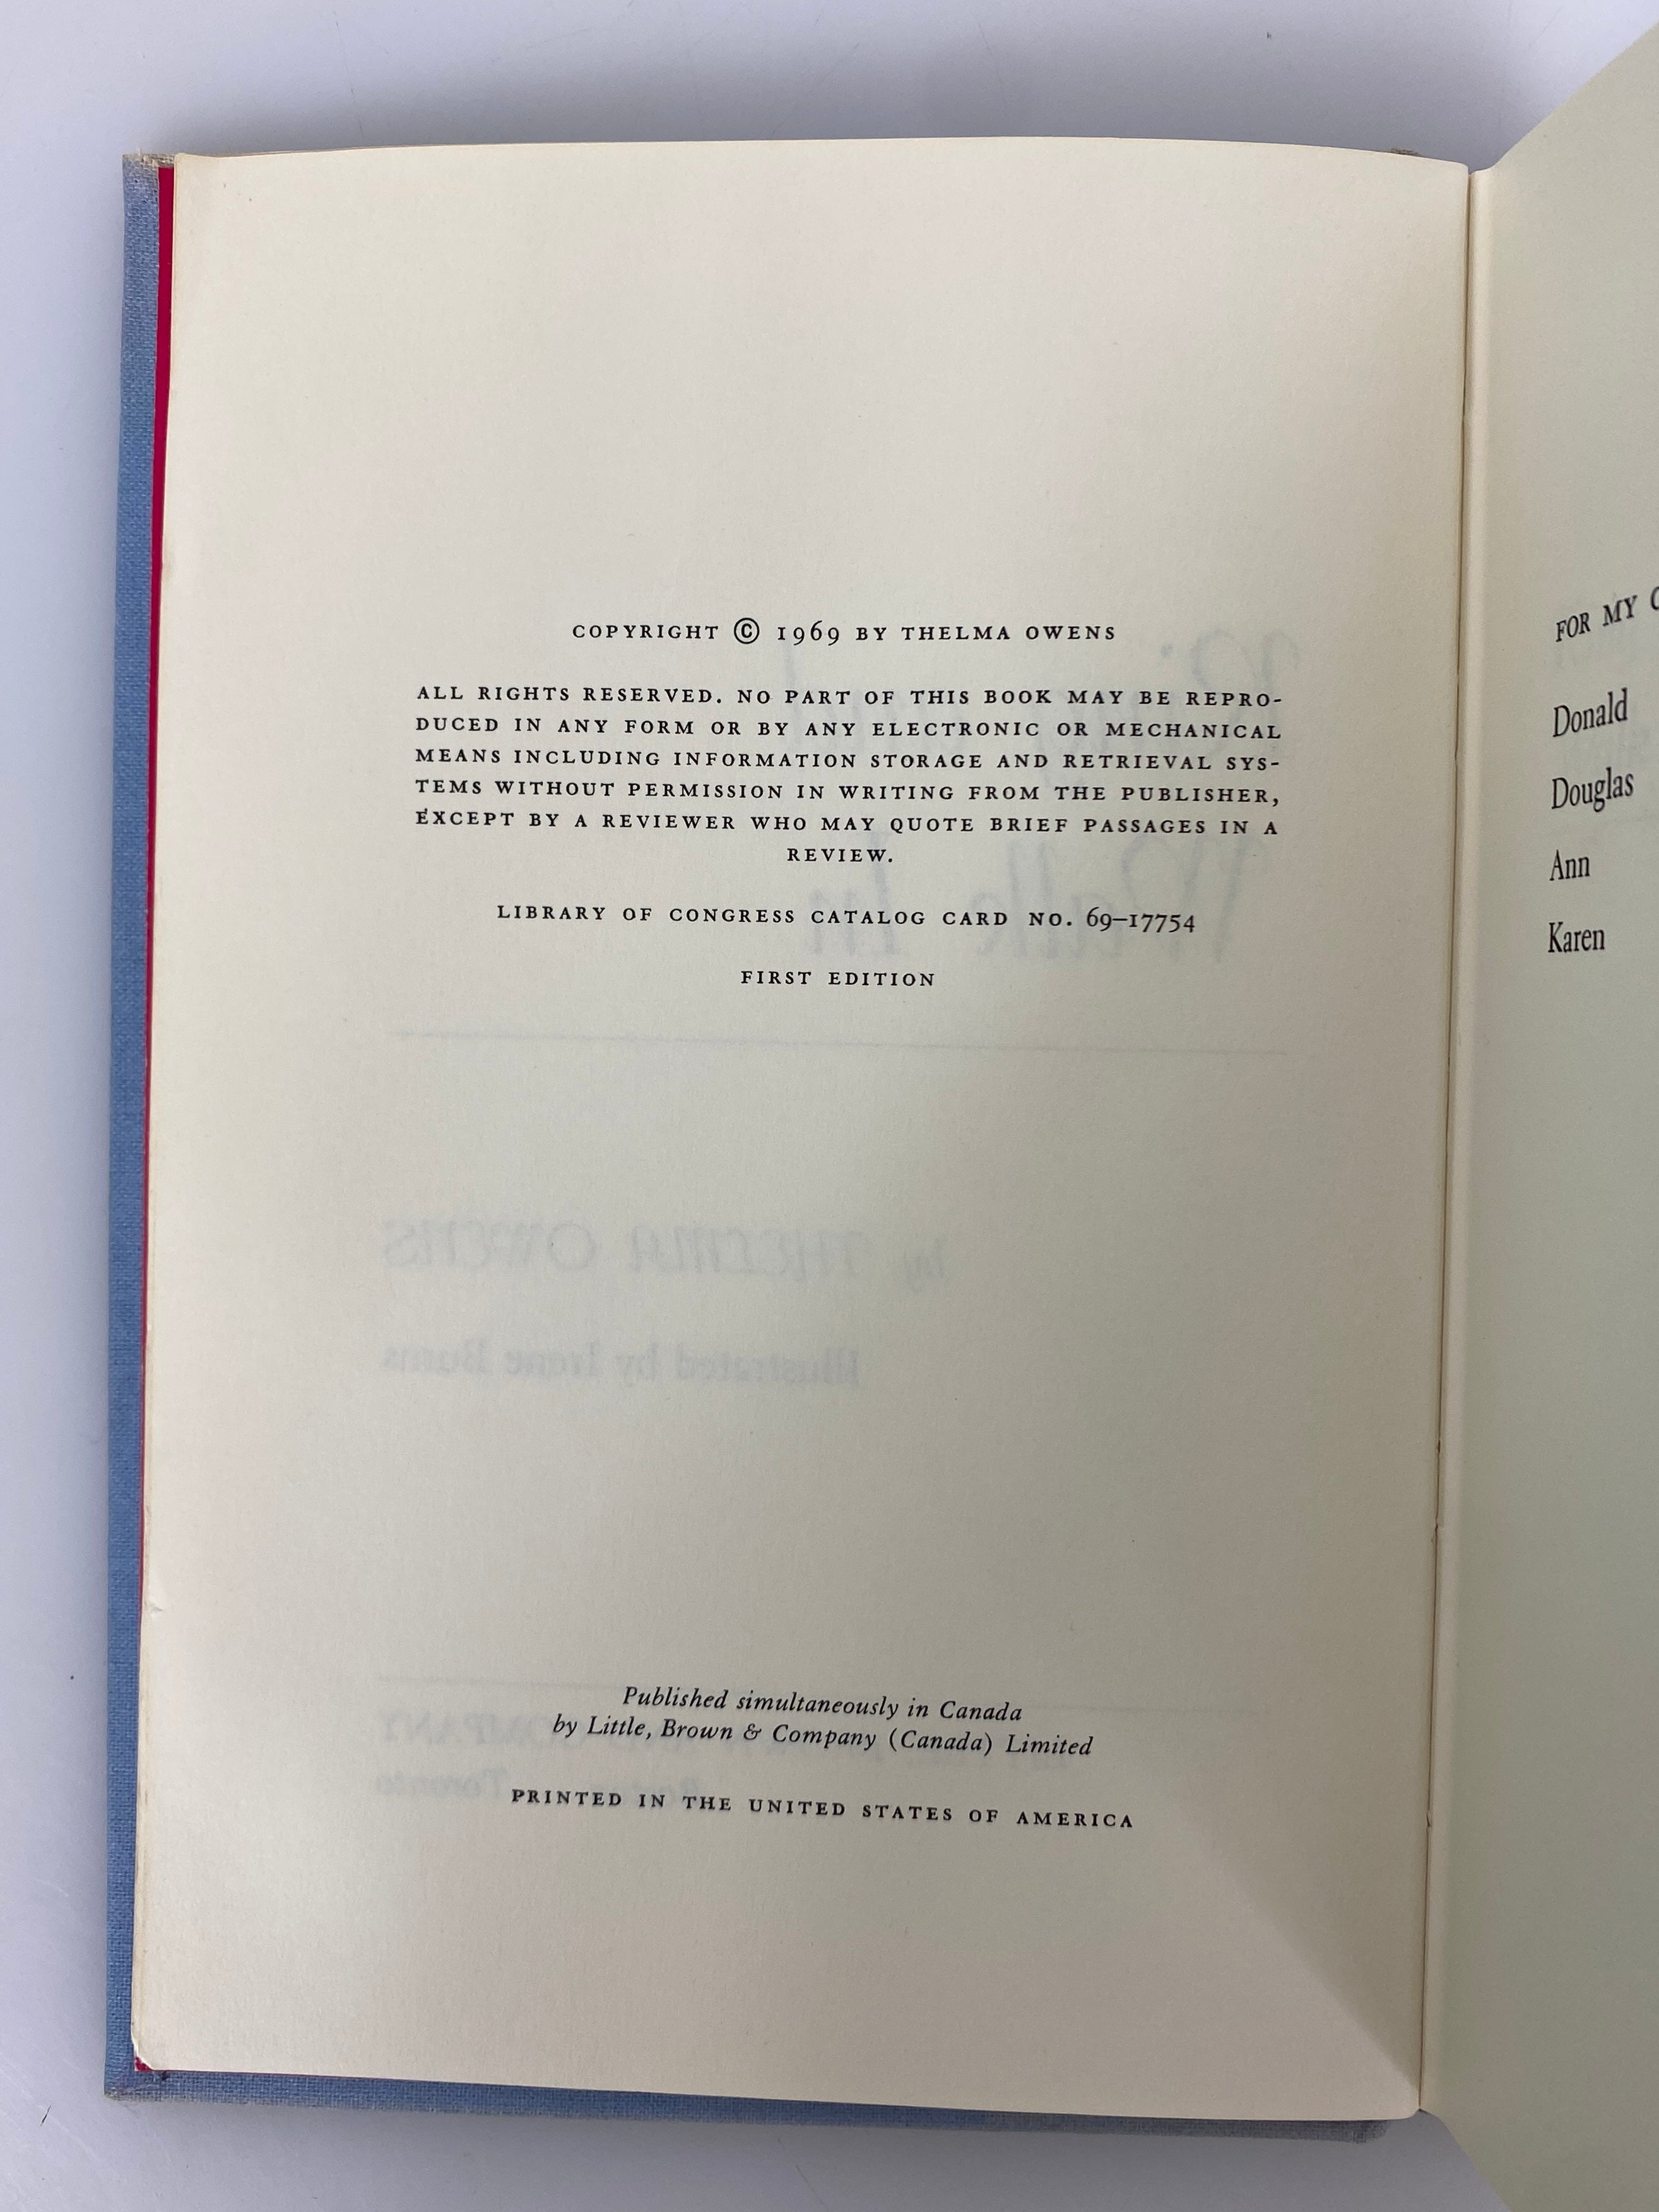 COPYRIGHT © 1969 BY THELMA OWENS
ALL RIGHTS RESERVED. NO PART OF THIS BOOK MAY BE REPRO-
DUCED IN ANY FORM OR BY ANY ELECTRONIC OR MECHANICAL
MEANS INCLUDING INFORMATION STORAGE AND RETRIEVAL SYS-
TEMS WITHOUT PERMISSION IN WRITING FROM THE PUBLISHER,
EXCEPT BY A REVIEWER WHO MAY QUOTE BRIEF PASSAGES IN A
REVIEW.
LIBRARY OF CONGRESS CATALOG CARD NO. 69–17754
FIRST EDITION
Published simultaneously in Canada
by Little, Brown & Company (Canada) Limited
PRINTED IN THE UNITED STATES OF AMERICA
FOR MY
Donald
Douglas
Ann
Karen